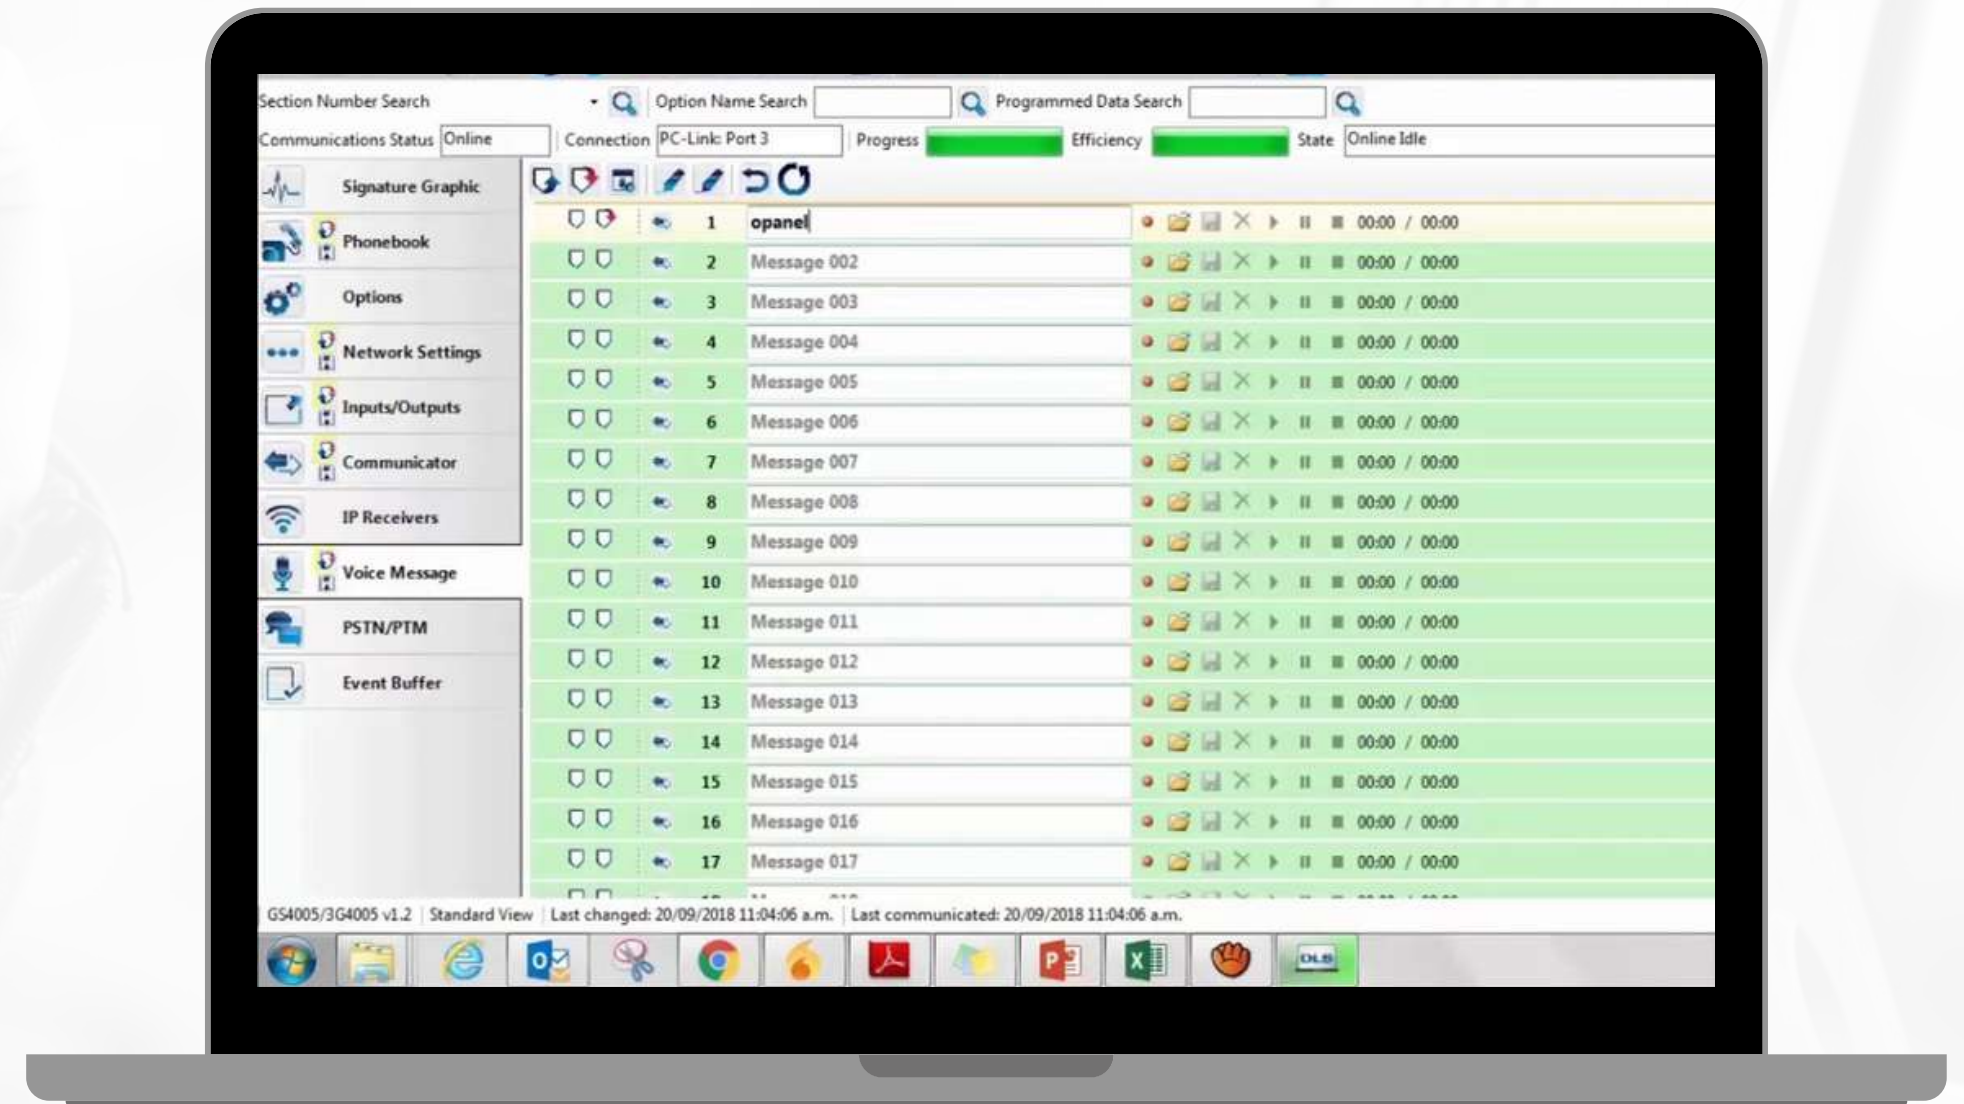 Section Number Search Option Name Search Programmed Data Search
Communications Status Online Connection PC-Link: Port 3 Progress Efficiency State Online Idle
Signature Graphic
Phonebook
Options
Network Settings
Inputs/Outputs
Communicator
IP Receivers
Voice Message
PSTN/PTM
Event Buffer
1 opanel 00:00 / 00:00
2 Message 002 00:00 / 00:00
3 Message 003 00:00 / 00:00
4 Message 004 00:00 / 00:00
5 Message 005 00:00 / 00:00
6 Message 006 00:00 / 00:00
7 Message 007 00:00 / 00:00
8 Message 008 00:00 / 00:00
9 Message 009 00:00 / 00:00
10 Message 010 00:00 / 00:00
11 Message 011 00:00 / 00:00
12 Message 012 00:00 / 00:00
13 Message 013 00:00 / 00:00
14 Message 014 00:00 / 00:00
15 Message 015 00:00 / 00:00
16 Message 016 00:00 / 00:00
17 Message 017 00:00 / 00:00
GS4005/3G4005 v1.2 Standard View Last changed: 20/09/2018 11:04:06 a.m. Last communicated: 20/09/2018 11:04:06 a.m.
DLS